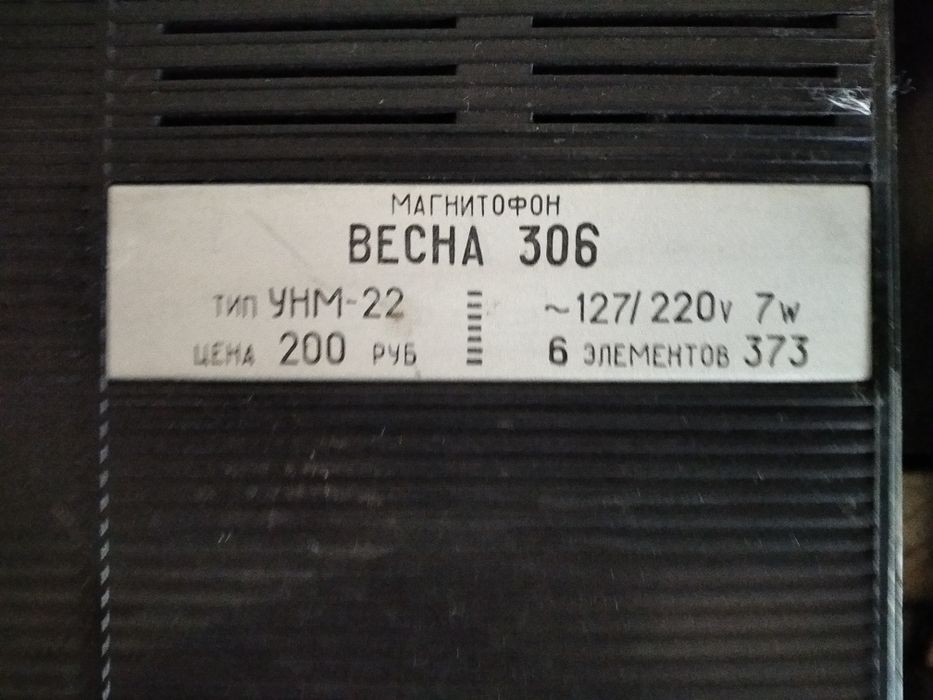 МАГНИТОФОН
ВЕСНА 306
ТИП УНМ-22 ~127/220v 7w
ЦЕНА 200 РУБ 6 ЭЛЕМЕНТОВ 373